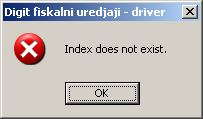 Digit fiskalni uredjaji - driver
Index does not exist.
OK